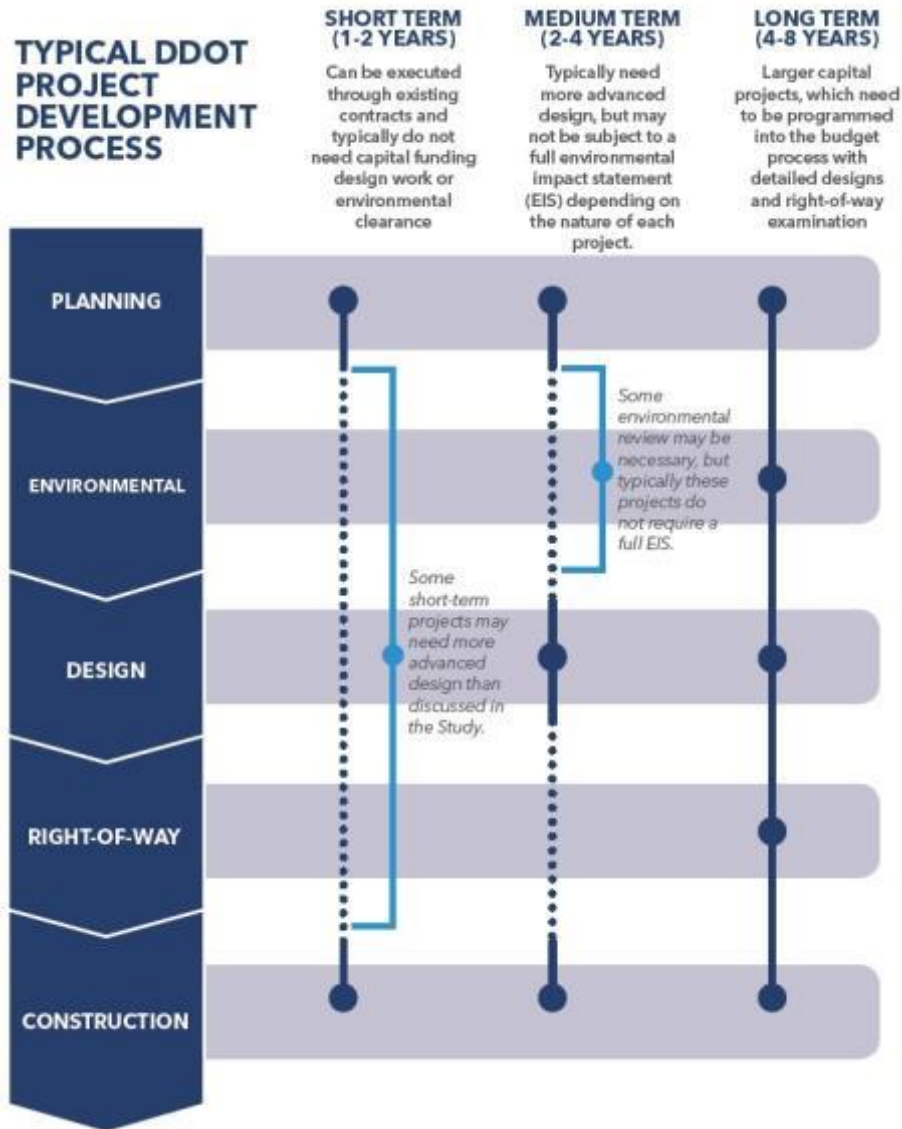 TYPICAL DDOT
PROJECT
DEVELOPMENT
PROCESS
SHORT TERM
(1-2 YEARS)
Can be executed
through existing
contracts and
typically do not
need capital funding
design work or
environmental
clearance
MEDIUM TERM
(2-4 YEARS)
Typically need
more advanced
design, but may
not be subject to a
full environmental
impact statement
(EIS) depending on
the nature of each
project.
LONG TERM
(4-8 YEARS)
Larger capital
projects, which need
to be programmed
into the budget
process with
detailed designs
and right-of-way
examination
PLANNING
ENVIRONMENTAL
DESIGN
RIGHT-OF-WAY
CONSTRUCTION
Some
short-term
projects may
need more
advanced
design than
discussed in
the Study.
Some
environmental
review may be
necessary, but
typically these
projects do
not require a
full EIS.